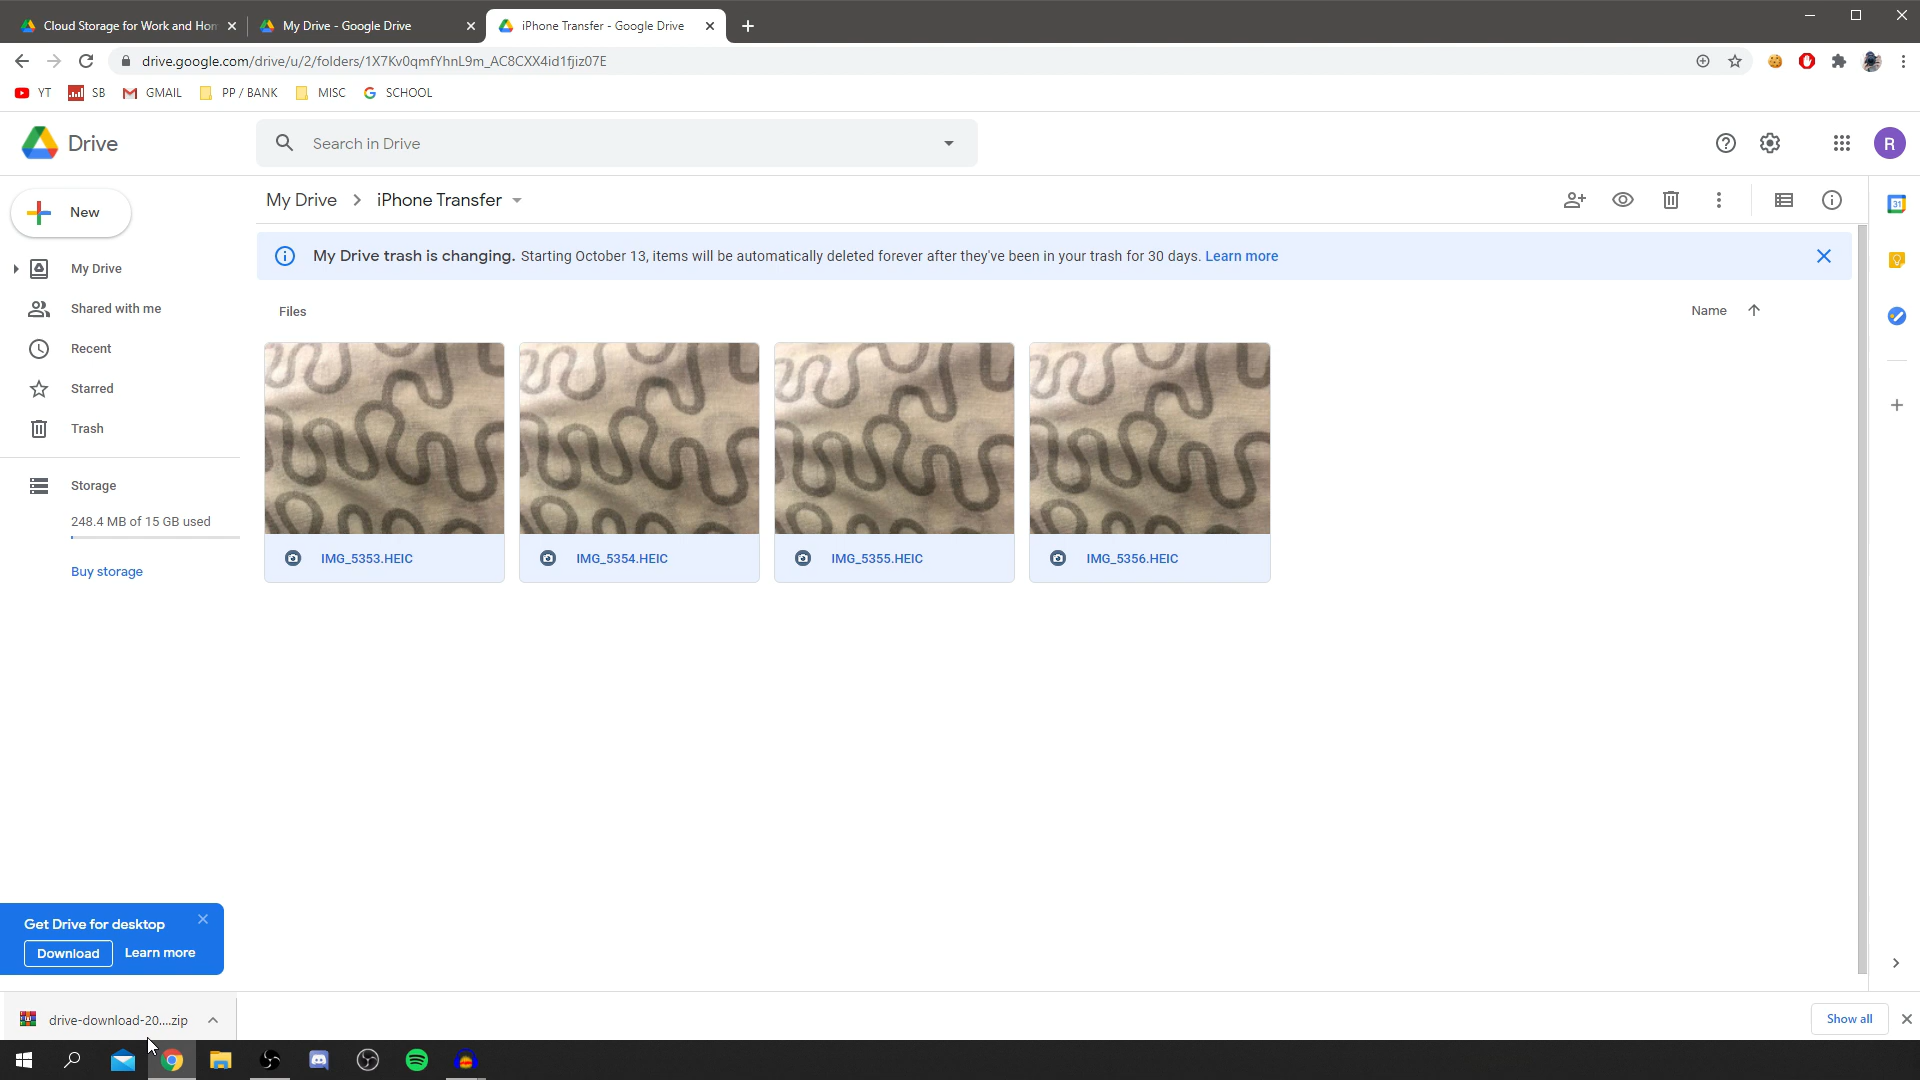 Cloud Storage for Work and Hom
My Drive - Google Drive
iPhone Transfer - Google Drive
drive.google.com/drive/u/2/folders/1X7Kv0qmfYhnL9m_AC8CXX4id1fjiz07E
YT
SB
GMAIL
PP / BANK
MISC
SCHOOL
Drive
Search in Drive
R
New
My Drive > iPhone Transfer
My Drive trash is changing. Starting October 13, items will be automatically deleted forever after they've been in your trash for 30 days. Learn more
31
My Drive
Shared with me
Recent
Starred
Trash
Storage
248.4 MB of 15 GB used
Buy storage
Files
Name
IMG_5353.HEIC
IMG_5354.HEIC
IMG_5355.HEIC
IMG_5356.HEIC
Get Drive for desktop
Download
Learn more
drive-download-20....zip
Show all